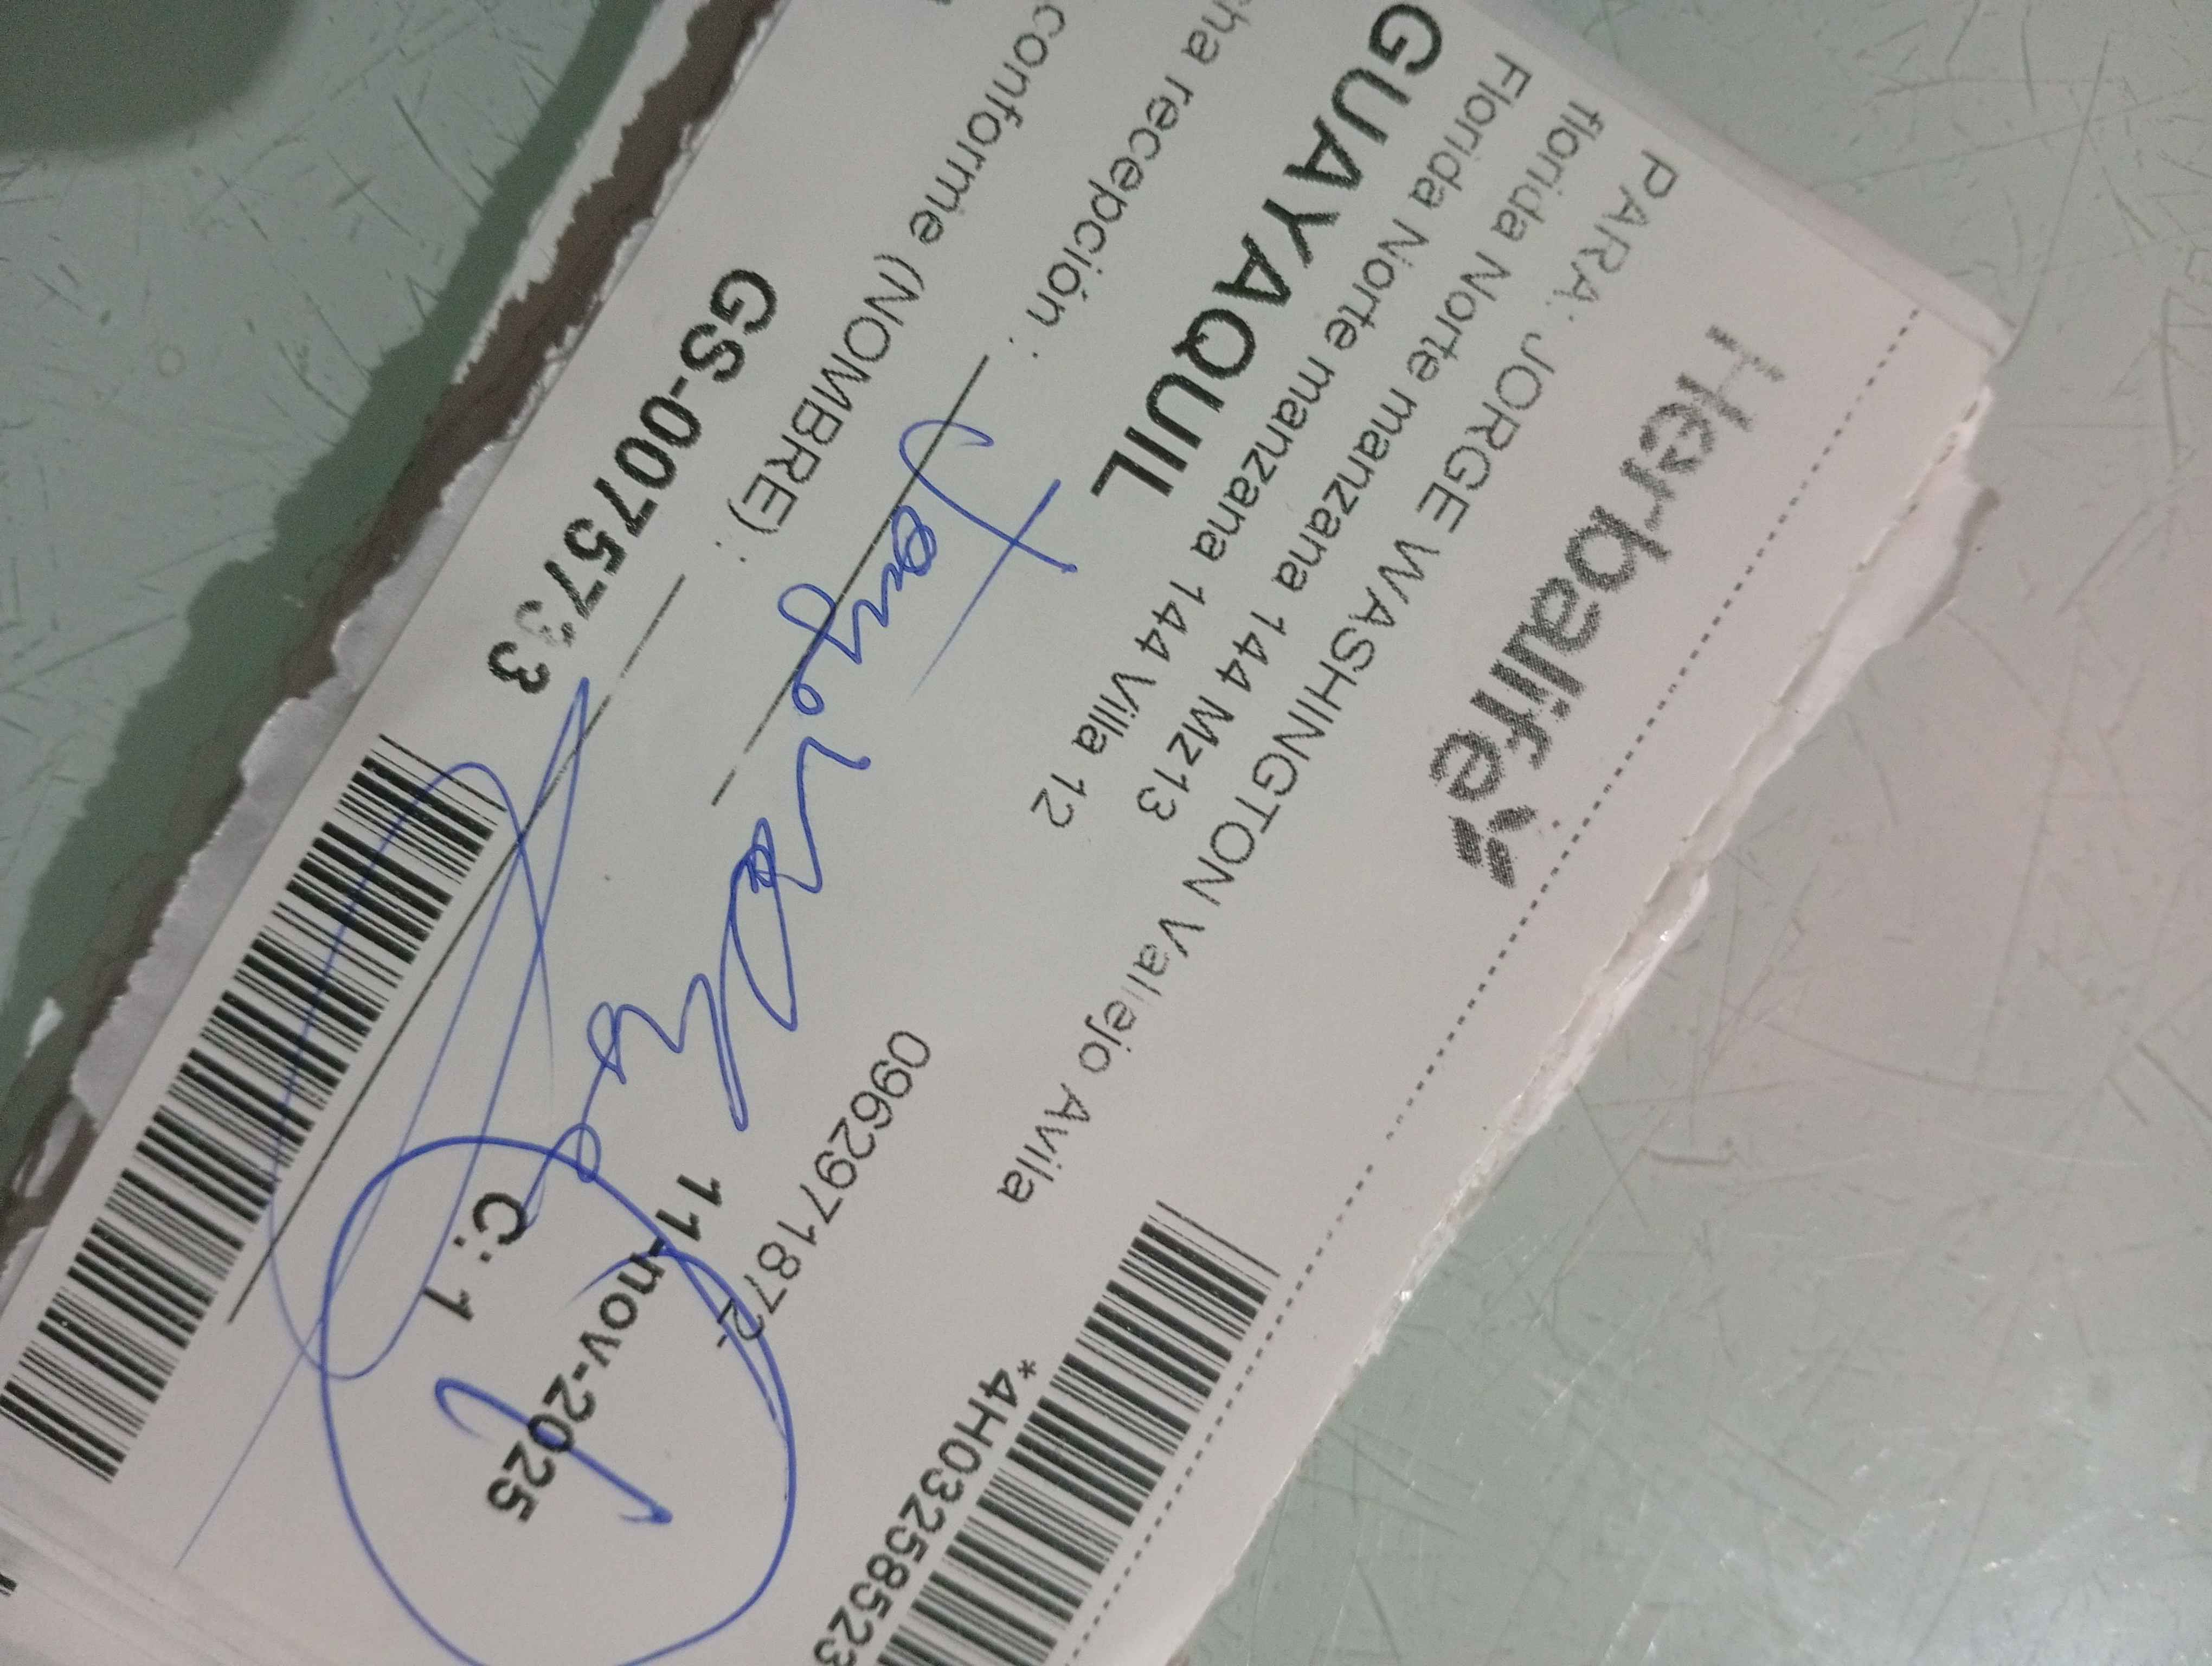 Herbalife
PARA: JORGE WASHINGTON Vallejo Avila
florida Norte manzana 144 Mz13
Florida Norte manzana 144 Villa 12
GUAYAQUIL
0962971872
cha recepción :
conforme (NOMBRE) :
11-nov-2025
GS-0075733
C: 1
*4H03258523